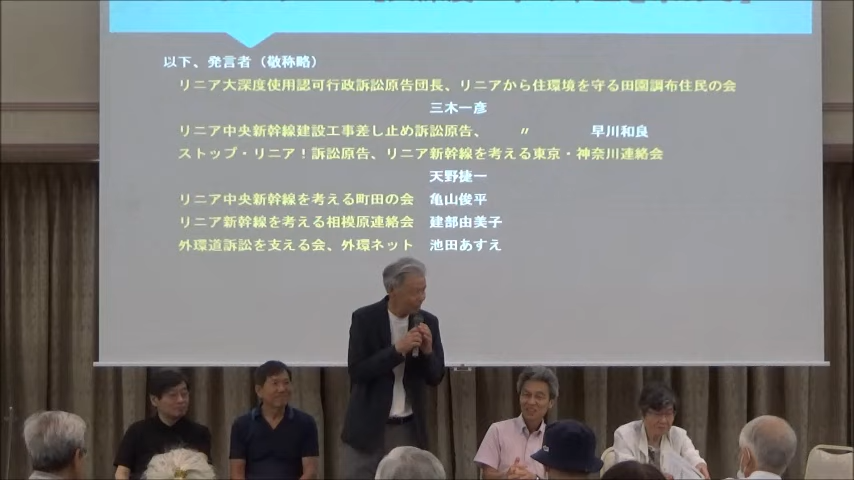 以下、発言者（敬称略）
リニア大深度使用認可行政訴訟原告団長、リニアから住環境を守る田園調布住民の会
三木一彦
リニア中央新幹線建設工事差し止め訴訟原告、 〃 早川和良
ストップ・リニア！訴訟原告、リニア新幹線を考える東京・神奈川連絡会
天野捷一
リニア中央新幹線を考える町田の会 亀山俊平
リニア新幹線を考える相模原連絡会 建部由美子
外環道訴訟を支える会、外環ネット 池田あすえ